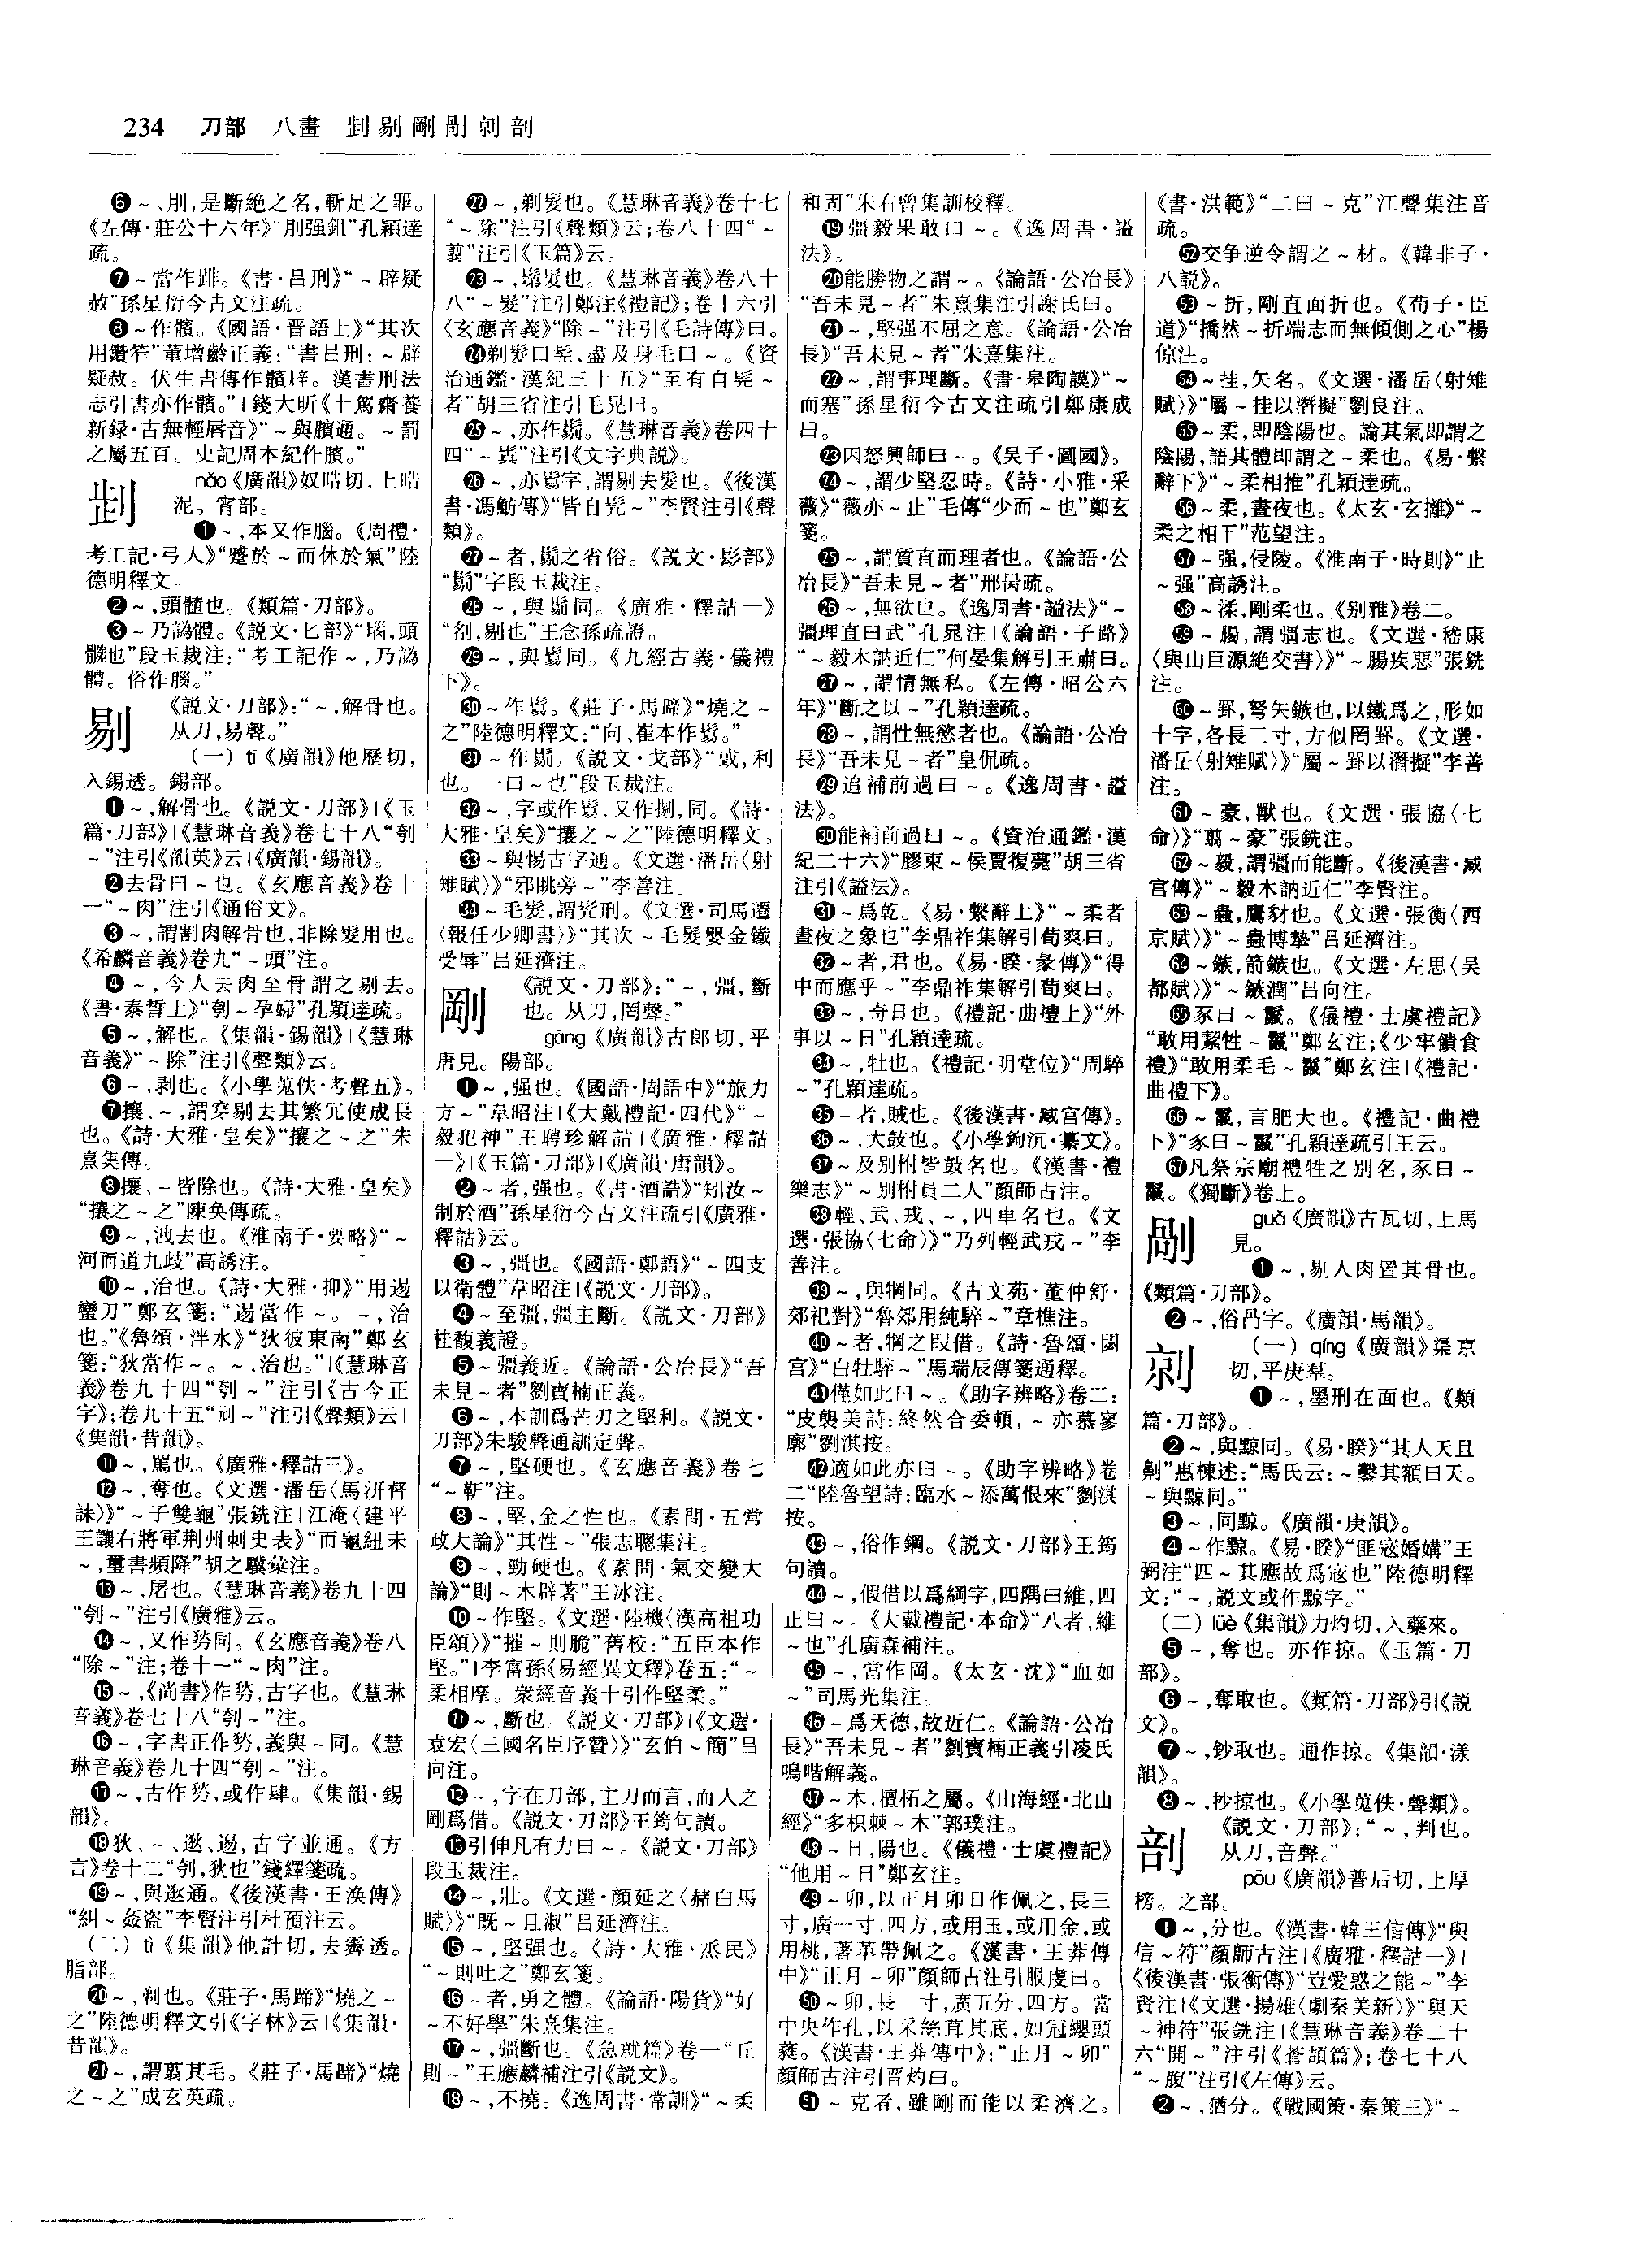 234 刀部 八畫 𠜶剔剛剮剠剖
❻～、刖,是斷絶之名,斬足之罪。
《左傳·莊公十六年》“刖强鉏”孔穎達
疏。
❼～當作跸。《書·吕刑》“～辟疑
赦”孫星衍今古文注疏。
❽～作髕。《國語·晋語上》“其次
用鑽笮”董增齡正義:“書吕刑:～辟
疑赦。伏生書傳作髕辟。漢書刑法
志引書亦作髕。”|錢大昕《十駕齋養
新録·古無輕脣音》“～與臏通。～罰
之屬五百。史記周本紀作臏。”
nǎo《廣韻》奴晧切,上晧
泥。宵部。
❶～,本又作腦。《周禮·
考工記·弓人》“蹙於～而休於氣”陸
德明釋文。
❷～,頭髓也。《類篇·刀部》。
❸～乃譌體。《説文·匕部》“𡿺,頭
髓也”段玉裁注:“考工記作～,乃譌
體。俗作腦。”
剔
《説文·刀部》:“～,解骨也。
从刀,易聲。”
(一) tī《廣韻》他歷切,
入錫透。錫部。
❶～,解骨也。《説文·刀部》|《玉
篇·刀部》|《慧琳音義》卷七十八“刳
～”注引《韻英》云|《廣韻·錫韻》。
❷去骨曰～也。《玄應音義》卷十
一“～肉”注引《通俗文》。
❸～,謂割肉解骨也,非除髮用也。
《希麟音義》卷九“～頭”注。
❹～,今人去肉至骨謂之剔去。
《書·泰誓上》“刳～孕婦”孔穎達疏。
❺～,解也。《集韻·錫韻》|《慧琳
音義》“～除”注引《聲類》云。
❻～,剥也。《小學蒐佚·考聲五》。
❼攘、～,謂穿剔去其繁冗使成長
也。《詩·大雅·皇矣》“攘之～之”朱
熹集傳。
❽攘、～皆除也。《詩·大雅·皇矣》
“攘之～之”陳奂傳疏。
❾～,洩去也。《淮南子·要略》“～
河而道九歧”高誘注。
❿～,治也。《詩·大雅·抑》“用逷
蠻方”鄭玄箋:“逷當作～。～,治
也。”《魯頌·泮水》“狄彼東南”鄭玄
箋:“狄當作～。～,治也。”|《慧琳音
義》卷九十四“刳～”注引《古今正
字》;卷九十五“刓～”注引《聲類》云|
《集韻·昔韻》。
⓫～,駡也。《廣雅·釋詁三》。
⓬～,奪也。《文選·潘岳〈馬汧督
誄〉》“～子雙龜”張銑注|江淹〈建平
王讓右將軍荆州刺史表〉“而龜紐未
～,璽書頻降”胡之驥彙注。
⓭～,屠也。《慧琳音義》卷九十四
“刳～”注引《廣雅》云。
⓮～,又作㔡同。《玄應音義》卷八
“除～”注;卷十一“～肉”注。
⓯～,《尚書》作㔡,古字也。《慧琳
音義》卷七十八“刳～”注。
⓰～,字書正作㔡,義與～同。《慧
琳音義》卷九十四“刳～”注。
⓱～,古作㔡,或作肆。《集韻·錫
韻》。
⓲狄、～、逖、逷,古字並通。《方
言》卷十二“刳,狄也”錢繹箋疏。
⓳～,與逖通。《後漢書·王涣傳》
“糾～姦盗”李賢注引杜預注云。
(二) tì《集韻》他計切,去霽透。
脂部。
⓴～,剃也。《莊子·馬蹄》“燒之～
之”陸德明釋文引《字林》云|《集韻·
昔韻》。
㉑～,謂翦其毛。《莊子·馬蹄》“燒
之～之”成玄英疏。
㉒～,剃髮也。《慧琳音義》卷十七
“～除”注引《聲類》云;卷八十四“～
翦”注引《玉篇》云。
㉓～,鬀髮也。《慧琳音義》卷八十
八“～髮”注引鄭注《禮記》;卷十六引
《玄應音義》“除～”注引《毛詩傳》曰。
㉔剃髮曰髡,盡及身毛曰～。《資
治通鑑·漢紀三十五》“至有自髡～
者”胡三省注引毛晃曰。
㉕～,亦作鬄。《慧琳音義》卷四十
四“～鬀”注引《文字典説》。
㉖～,亦鬀字,謂剔去髮也。《後漢
書·馮魴傳》“皆自髡～”李賢注引《聲
類》。
㉗～者,鬄之省俗。《説文·髟部》
“鬄”字段玉裁注。
㉘～,與鬄同。《廣雅·釋詁一》
“剓,剔也”王念孫疏證。
㉙～,與鬀同。《九經古義·儀禮
下》。
㉚～作鬀。《莊子·馬蹄》“燒之～
之”陸德明釋文:“向、崔本作鬀。”
㉛～作鬄。《説文·戈部》“㦸,利
也。一曰～也”段玉裁注。
㉜～,字或作鬀,又作捌,同。《詩·
大雅·皇矣》“攘之～之”陸德明釋文。
㉝～與惕古字通。《文選·潘岳〈射
雉賦〉》“邪眺旁～”李善注。
㉞～毛髮,謂髡刑。《文選·司馬遷
〈報任少卿書〉》“其次～毛髮嬰金鐵
受辱”吕延濟注。
剛
《説文·刀部》:“～,彊,斷
也。从刀,岡聲。”
gāng《廣韻》古郎切,平
唐見。陽部。
❶～,强也。《國語·周語中》“旅力
方～”韋昭注|《大戴禮記·四代》“～
毅犯神”王聘珍解詁|《廣雅·釋詁
一》|《玉篇·刀部》|《廣韻·唐韻》。
❷～者,强也。《書·酒誥》“矧汝～
制於酒”孫星衍今古文注疏引《廣雅·
釋詁》云。
❸～,彊也。《國語·鄭語》“～四支
以衛體”韋昭注|《説文·刀部》。
❹～至彊,彊主斷。《説文·刀部》
桂馥義證。
❺～彊義近。《論語·公冶長》“吾
未見～者”劉寶楠正義。
❻～,本訓爲芒刃之堅利。《説文·
刀部》朱駿聲通訓定聲。
❼～,堅硬也。《玄應音義》卷七
“～斬”注。
❽～,堅,金之性也。《素問·五常
政大論》“其性～”張志聰集注。
❾～,勁硬也。《素問·氣交變大
論》“則～木辟著”王冰注。
❿～作堅。《文選·陸機〈漢高祖功
臣頌〉》“摧～則脆”舊校:“五臣本作
堅。”|李富孫《易經異文釋》卷五:“～
柔相摩。衆經音義十引作堅柔。”
⓫～,斷也。《説文·刀部》|《文選·
袁宏〈三國名臣序贊〉》“玄伯～簡”吕
向注。
⓬～,字在刀部,主刀而言,而人之
剛爲借。《説文·刀部》王筠句讀。
⓭引伸凡有力曰～。《説文·刀部》
段玉裁注。
⓮～,壯。《文選·顔延之〈赭白馬
賦〉》“既～且淑”吕延濟注。
⓯～,堅强也。《詩·大雅·烝民》
“～則吐之”鄭玄箋。
⓰～者,勇之體。《論語·陽貨》“好
～不好學”朱熹集注。
⓱～,彊斷也。《急就篇》卷一“丘
則～”王應麟補注引《説文》。
⓲～,不撓。《逸周書·常訓》“～柔
和固”朱右曾集訓校釋。
⓳彊毅果敢曰～。《逸周書·謚
法》。
⓴能勝物之謂～。《論語·公冶長》
“吾未見～者”朱熹集注引謝氏曰。
㉑～,堅强不屈之意。《論語·公冶
長》“吾未見～者”朱熹集注。
㉒～,謂事理斷。《書·皋陶謨》“～
而塞”孫星衍今古文注疏引鄭康成
曰。
㉓因怒興師曰～。《吴子·圖國》。
㉔～,謂少堅忍時。《詩·小雅·采
薇》“薇亦～止”毛傳“少而～也”鄭玄
箋。
㉕～,謂質直而理者也。《論語·公
冶長》“吾未見～者”邢昺疏。
㉖～,無欲也。《逸周書·謚法》“～
彊理直曰武”孔晁注|《論語·子路》
“～毅木訥近仁”何晏集解引王肅曰。
㉗～,謂情無私。《左傳·昭公六
年》“斷之以～”孔穎達疏。
㉘～,謂性無慾者也。《論語·公冶
長》“吾未見～者”皇侃疏。
㉙追補前過曰～。《逸周書·謚
法》。
㉚能補前過曰～。《資治通鑑·漢
紀二十六》“膠東～侯賈復薨”胡三省
注引《謚法》。
㉛～爲乾。《易·繫辭上》“～柔者
晝夜之象也”李鼎祚集解引荀爽曰。
㉜～者,君也。《易·睽·彖傳》“得
中而應乎～”李鼎祚集解引荀爽曰。
㉝～,奇日也。《禮記·曲禮上》“外
事以～日”孔穎達疏。
㉞～,牡也。《禮記·明堂位》“周騂
～”孔穎達疏。
㉟～者,賊也。《後漢書·臧宫傳》。
㊱～,大鼓也。《小學鉤沉·纂文》。
㊲～及别柎皆鼓名也。《漢書·禮
樂志》“～别柎員二人”顔師古注。
㊳輕、武、戎、～,四車名也。《文
選·張協〈七命〉》“乃列輕武戎～”李
善注。
㊴～,與犅同。《古文苑·董仲舒·
郊祀對》“魯郊用純騂～”章樵注。
㊵～者,犅之叚借。《詩·魯頌·閟
宫》“白牡騂～”馬瑞辰傳箋通釋。
㊶僅如此曰～。《助字辨略》卷二:
“皮襲美詩:終然合委頓,～亦慕寥
廓”劉淇按。
㊷適如此亦曰～。《助字辨略》卷
二“陸魯望詩:臨水～添萬恨來”劉淇
按。
㊸～,俗作鋼。《説文·刀部》王筠
句讀。
㊹～,假借以爲綱字,四隅曰維,四
正曰～。《大戴禮記·本命》“八者,維
～也”孔廣森補注。
㊺～,當作岡。《太玄·沈》“血如
～”司馬光集注。
㊻～爲天德,故近仁。《論語·公冶
長》“吾未見～者”劉寶楠正義引凌氏
鳴喈解義。
㊼～木,檀柘之屬。《山海經·北山
經》“多枳棘～木”郭璞注。
㊽～日,陽也。《儀禮·士虞禮記》
“他用～日”鄭玄注。
㊾～卯,以正月卯日作佩之,長三
寸,廣一寸,四方,或用玉,或用金,或
用桃,著革帶佩之。《漢書·王莽傳
中》“正月～卯”顔師古注引服虔曰。
㊿～卯,長一寸,廣五分,四方。當
中央作孔,以采絲茸其底,如冠纓頭
蕤。《漢書·王莽傳中》:“正月～卯”
顔師古注引晋灼曰。
51～克者,雖剛而能以柔濟之。
《書·洪範》“二曰～克”江聲集注音
疏。
52交争逆令謂之～材。《韓非子·
八説》。
53～折,剛直面折也。《荀子·臣
道》“撟然～折端志而無傾側之心”楊
倞注。
54～挂,矢名。《文選·潘岳〈射雉
賦〉》“屬～挂以潛擬”劉良注。
55～柔,即陰陽也。論其氣即謂之
陰陽,語其體即謂之～柔也。《易·繫
辭下》“～柔相推”孔穎達疏。
56～柔,晝夜也。《太玄·玄攡》“～
柔之相干”范望注。
57～强,侵陵。《淮南子·時則》“止
～强”高誘注。
58～渘,剛柔也。《别雅》卷二。
59～腸,謂彊志也。《文選·嵇康
〈與山巨源絶交書〉》“～腸疾惡”張銑
注。
60～罫,弩矢鏃也,以鐵爲之,形如
十字,各長三寸,方似罔罫。《文選·
潘岳〈射雉賦〉》“屬～罫以潛擬”李善
注。
61～豪,獸也。《文選·張協〈七
命〉》“翦～豪”張銑注。
62～毅,謂彊而能斷。《後漢書·臧
宫傳》“～毅木訥近仁”李賢注。
63～蟲,鷹豺也。《文選·張衡〈西
京賦〉》“～蟲博摯”吕延濟注。
64～鏃,箭鏃也。《文選·左思〈吴
都賦〉》“～鏃潤”吕向注。
65豕曰～鬣。《儀禮·士虞禮記》
“敢用絜牲～鬣”鄭玄注;《少牢饋食
禮》“敢用柔毛～鬣”鄭玄注|《禮記·
曲禮下》。
66～鬣,言肥大也。《禮記·曲禮
下》“豕曰～鬣”孔穎達疏引王云。
67凡祭宗廟禮牲之别名,豕曰～
鬣。《獨斷》卷上。
剮
guǎ《廣韻》古瓦切,上馬
見。
❶～,剔人肉置其骨也。
《類篇·刀部》。
❷～,俗冎字。《廣韻·馬韻》。
剠
(一) qíng《廣韻》渠京
切,平庚羣。
❶～,墨刑在面也。《類
篇·刀部》。
❷～,與黥同。《易·睽》“其人天且
劓”惠棟述:“馬氏云:～鑿其額曰天。
～與黥同。”
❸～,同黥。《廣韻·庚韻》。
❹～作黥。《易·睽》“匪寇婚媾”王
弼注“四～其應故爲寇也”陸德明釋
文:“～,説文或作黥字。”
(二) lüè《集韻》力灼切,入藥來。
❺～,奪也。亦作掠。《玉篇·刀
部》。
❻～,奪取也。《類篇·刀部》引《説
文》。
❼～,鈔取也。通作掠。《集韻·漾
韻》。
❽～,抄掠也。《小學蒐佚·聲類》。
剖
《説文·刀部》:“～,判也。
从刀,音聲。”
pōu《廣韻》普后切,上厚
榜。之部。
❶～,分也。《漢書·韓王信傳》“與
信～符”顔師古注|《廣雅·釋詁一》|
《後漢書·張衡傳》“豈愛惑之能～”李
賢注|《文選·揚雄〈劇秦美新〉》“與天
～神符”張銑注|《慧琳音義》卷二十
六“開～”注引《蒼頡篇》;卷七十八
“～腹”注引《左傳》云。
❷～,猶分。《戰國策·秦策三》“～